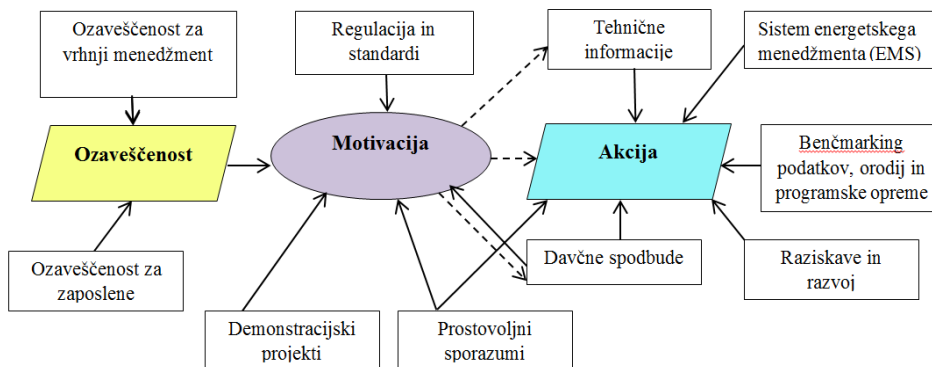 Ozaveščenost za
vrhnji menedžment
Regulacija in
standardi
Tehnične
informacije
Sistem energetskega
menedžmenta (EMS)
Ozaveščenost
Motivacija
Akcija
Benčmarking
podatkov, orodij in
programske opreme
Ozaveščenost za
zaposlene
Davčne spodbude
Raziskave in
razvoj
Demonstracijski
projekti
Prostovoljni
sporazumi